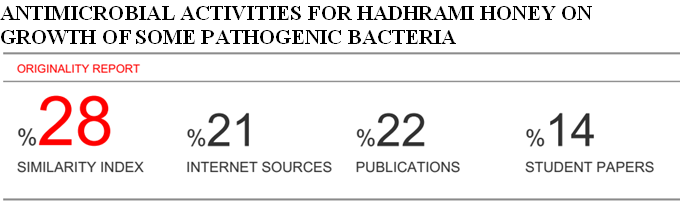 ANTIMICROBIAL ACTIVITIES FOR HADHRAMI HONEY ON
GROWTH OF SOME PATHOGENIC BACTERIA
ORIGINALITY REPORT
%28 %21 %22 %14
SIMILARITY INDEX INTERNET SOURCES PUBLICATIONS STUDENT PAPERS